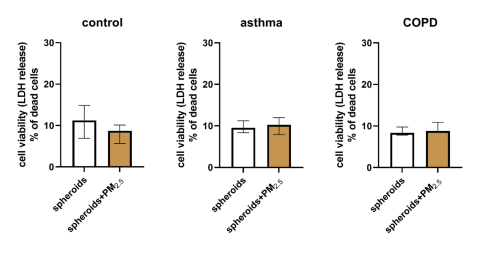 control
cell viability (LDH release)
% of dead cells
30
20
10
0
spheroids
spheroids+PM2.5
asthma
cell viability (LDH release)
% of dead cells
30
20
10
0
spheroids
spheroids+PM2.5
COPD
cell viability (LDH release)
% of dead cells
30
20
10
0
spheroids
spheroids+PM2.5